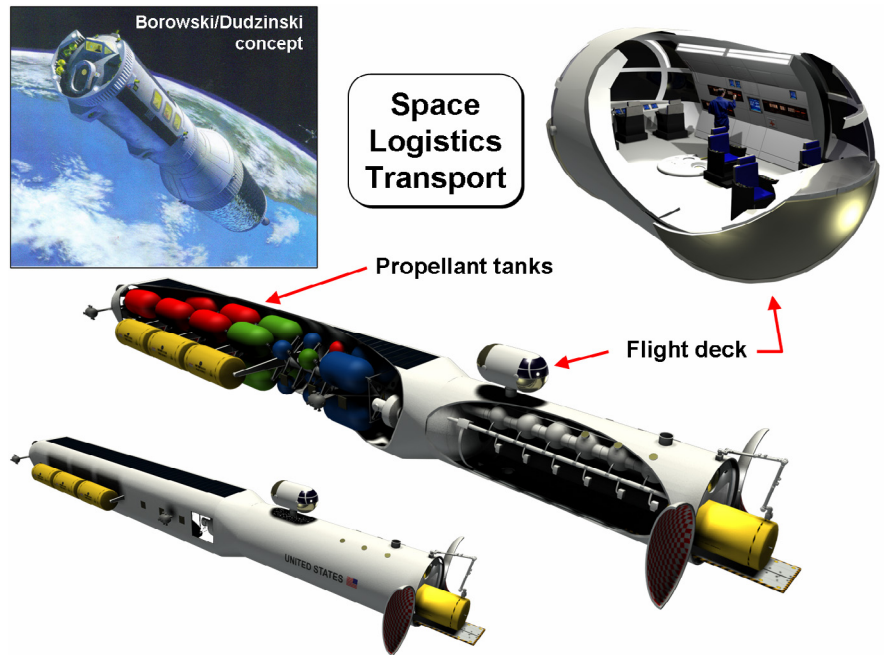 Borowski/Dudzinski
concept
Space
Logistics
Transport
Propellant tanks
Flight deck
UNITED STATES